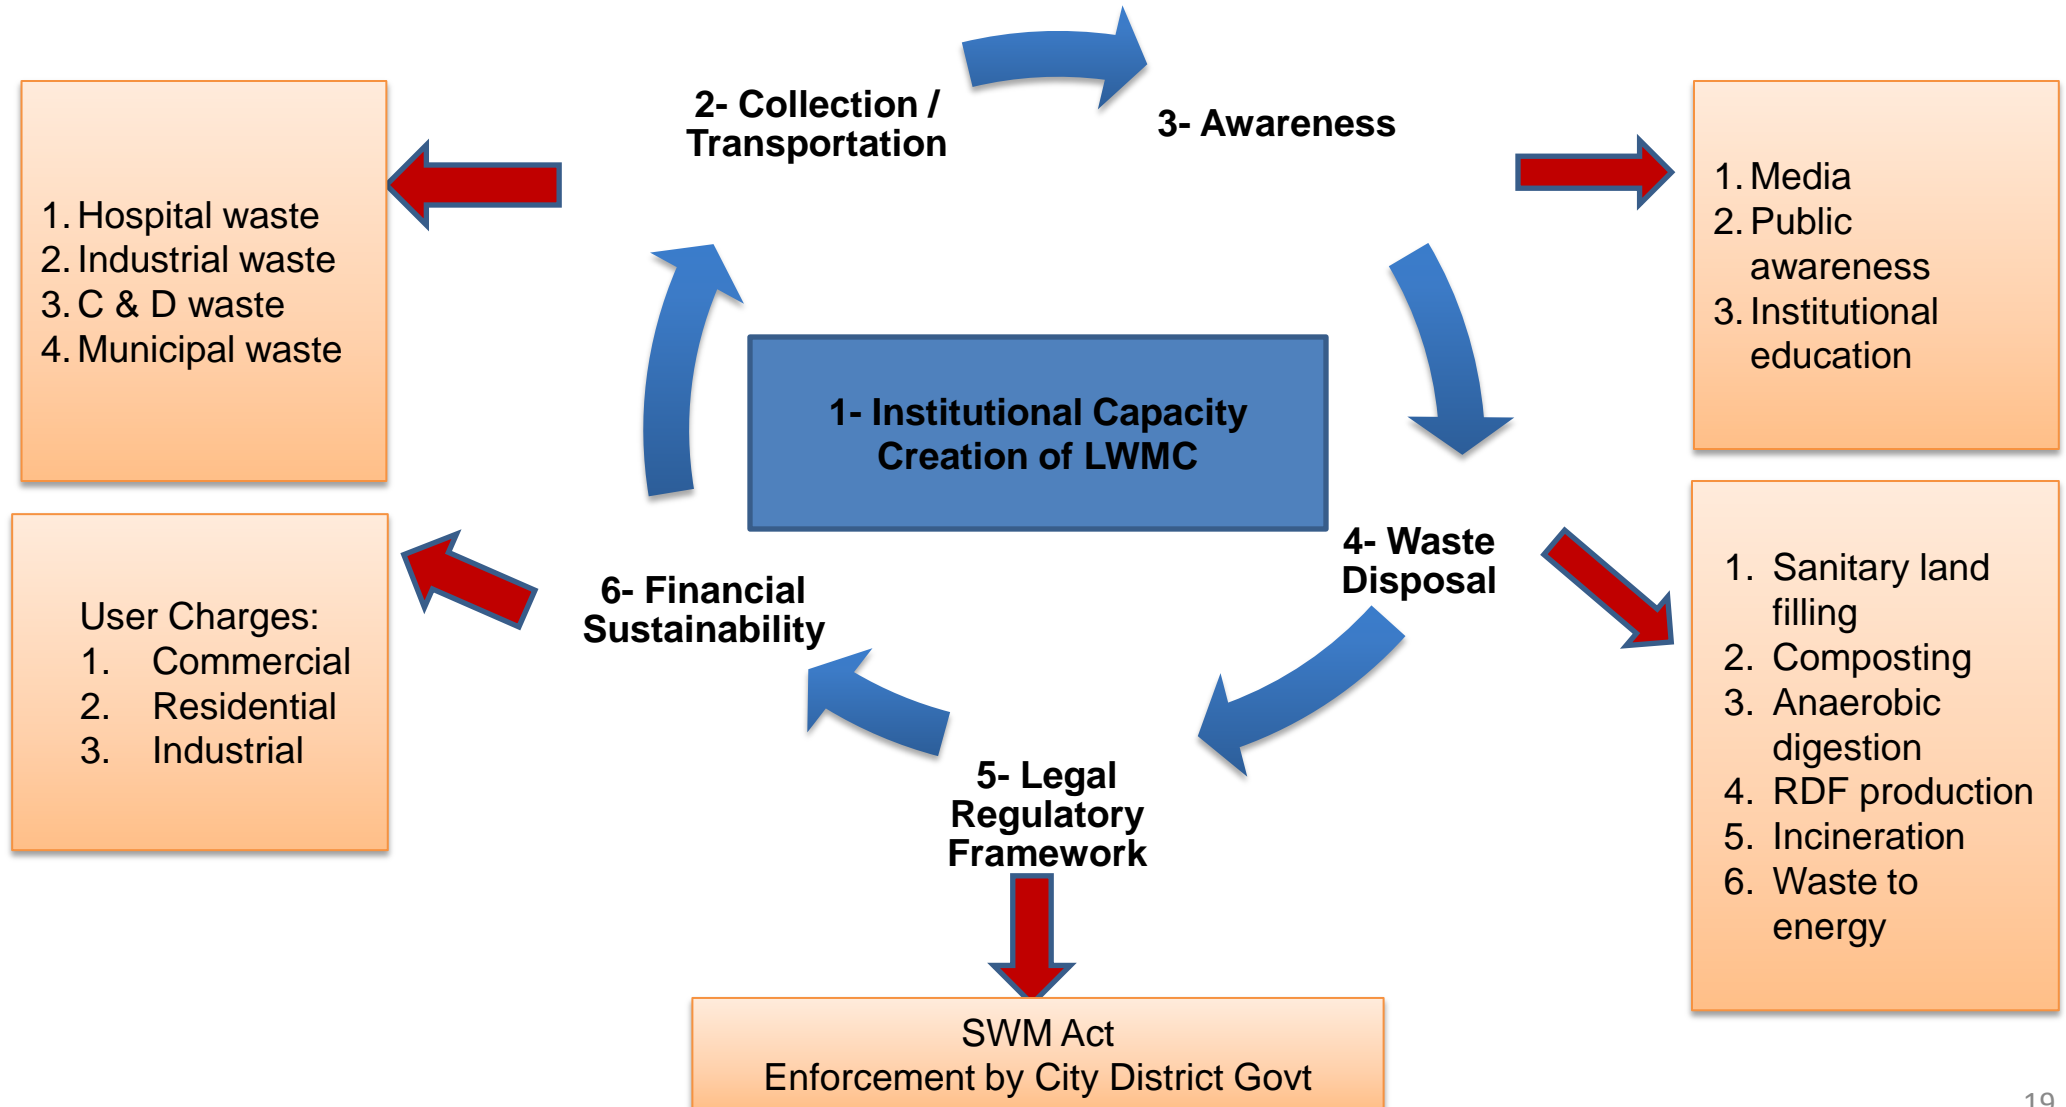 2- Collection /
Transportation
3- Awareness
1. Hospital waste
2. Industrial waste
3. C & D waste
4. Municipal waste
1. Media
2. Public
awareness
3. Institutional
education
1- Institutional Capacity
Creation of LWMC
4- Waste
Disposal
1. Sanitary land
filling
2. Composting
3. Anaerobic
digestion
4. RDF production
5. Incineration
6. Waste to
energy
6- Financial
Sustainability
User Charges:
1. Commercial
2. Residential
3. Industrial
5- Legal
Regulatory
Framework
SWM Act
Enforcement by City District Govt
19